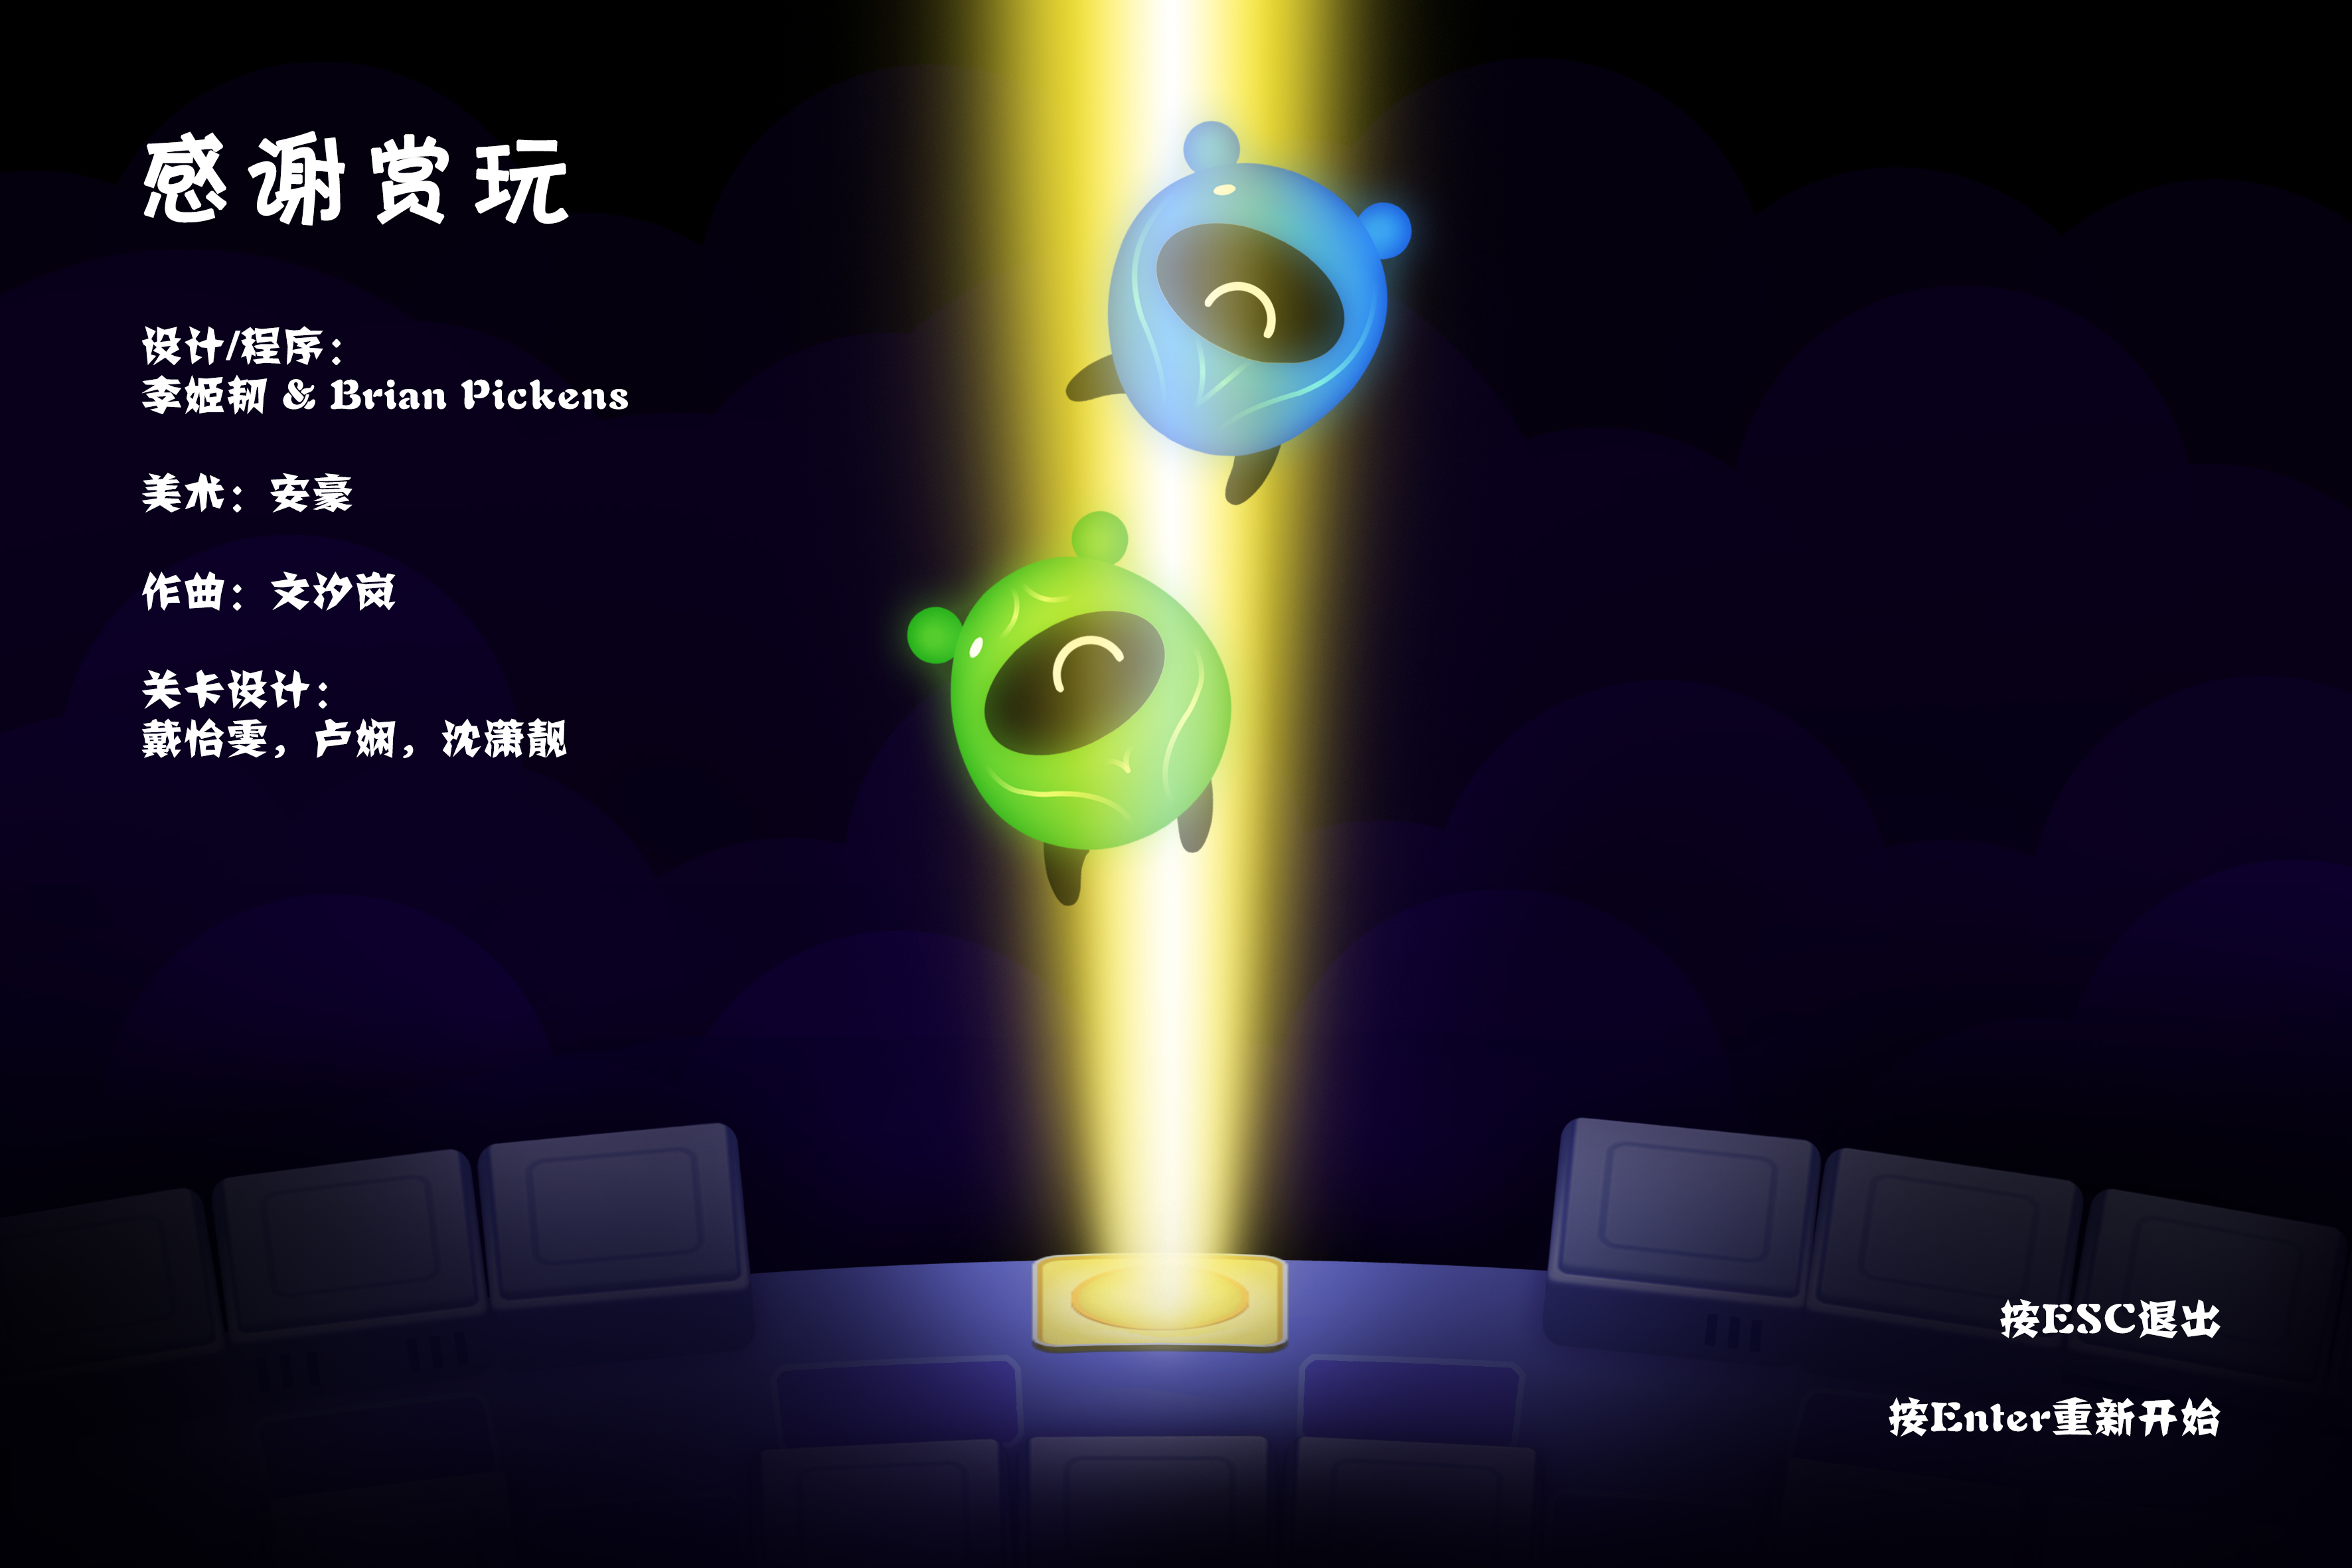 感谢赏玩
设计/程序：
李姬韧 & Brian Pickens
美术：安豪
作曲：文汐岚
关卡设计：
戴怡雯，卢娴，沈潇靓
按ESC退出
按Enter重新开始